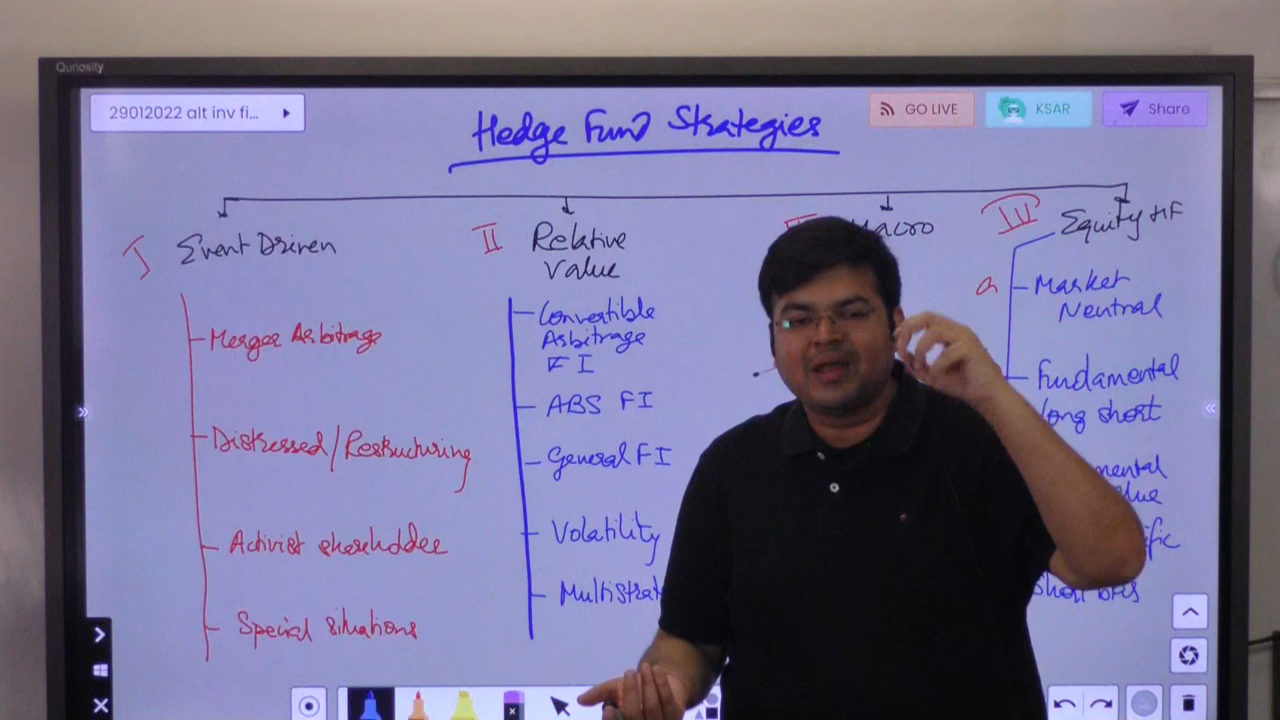 Quriosity
29012022 alt inv fi...
Hedge Fund Strategies
GO LIVE
KSAR
Share
I Event Driven
Merger Arbitrage
Distressed/Restructuring
Activist shareholder
Special situations
II Relative
Value
Convertible
Arbitrage
FI
ABS FI
General FI
Volatility
Multistrat
Macro
III Equity HF
a Market
Neutral
Fundamental
long short